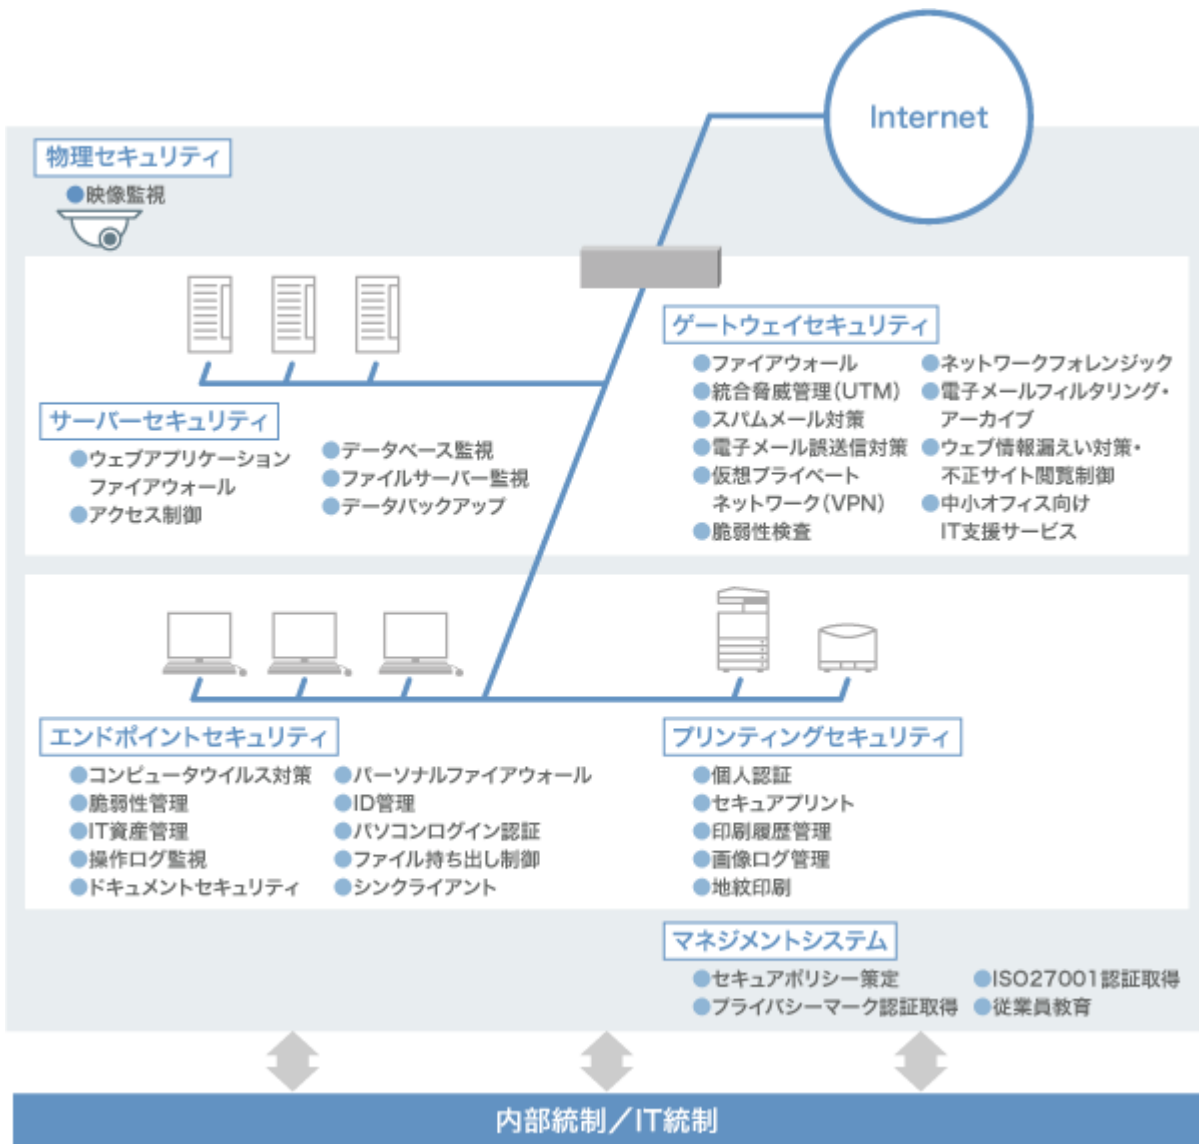 Internet
物理セキュリティ
●映像監視
ゲートウェイセキュリティ
●ファイアウォール
●統合脅威管理(UTM)
●スパムメール対策
●電子メール誤送信対策
●仮想プライベート
ネットワーク(VPN)
●脆弱性検査
●ネットワークフォレンジック
●電子メールフィルタリング・
アーカイブ
●ウェブ情報漏えい対策・
不正サイト閲覧制御
●中小オフィス向け
IT支援サービス
サーバーセキュリティ
●ウェブアプリケーション
ファイアウォール
●アクセス制御
●データベース監視
●ファイルサーバー監視
●データバックアップ
エンドポイントセキュリティ
●コンピュータウイルス対策
●脆弱性管理
●IT資産管理
●操作ログ監視
●ドキュメントセキュリティ
●パーソナルファイアウォール
●ID管理
●パソコンログイン認証
●ファイル持ち出し制御
●シンクライアント
プリンティングセキュリティ
●個人認証
●セキュアプリント
●印刷履歴管理
●画像ログ管理
●地紋印刷
マネジメントシステム
●セキュアポリシー策定
●プライバシーマーク認証取得
●ISO27001認証取得
●従業員教育
内部統制／IT統制